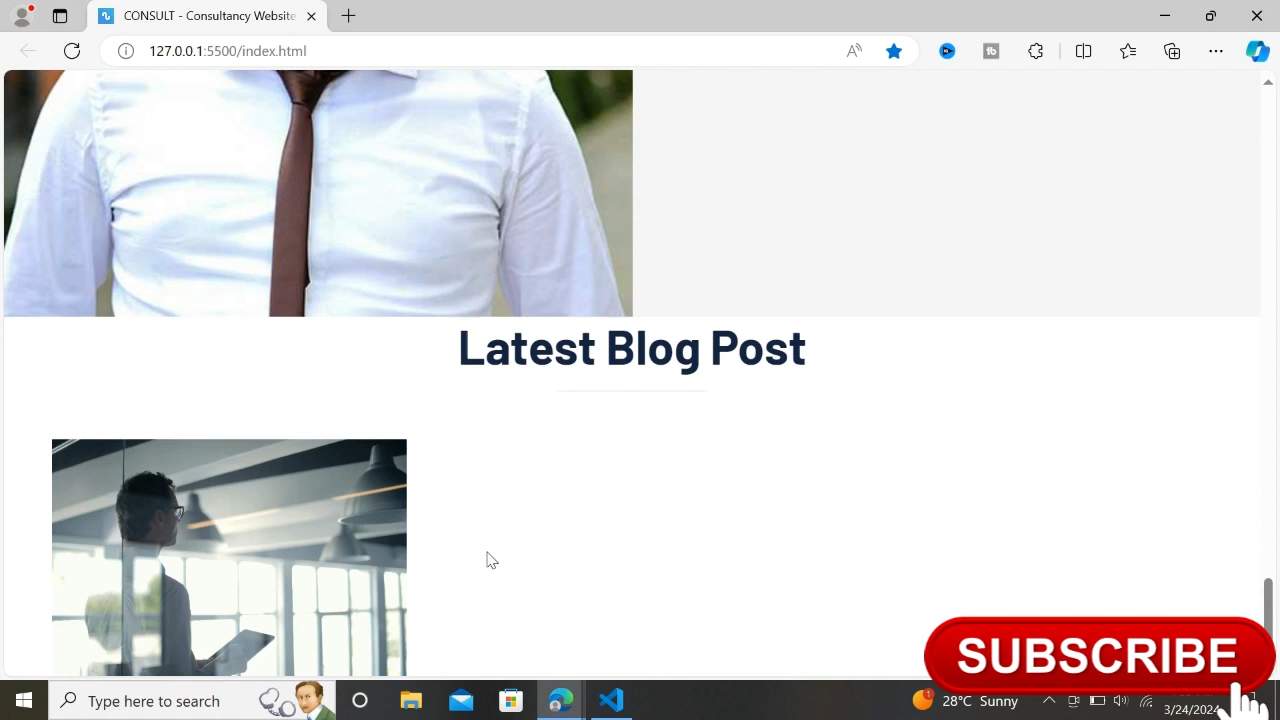 CONSULT - Consultancy Website
127.0.0.1:5500/index.html
Latest Blog Post
SUBSCRIBE
Type here to search
28°C Sunny
3/24/2024